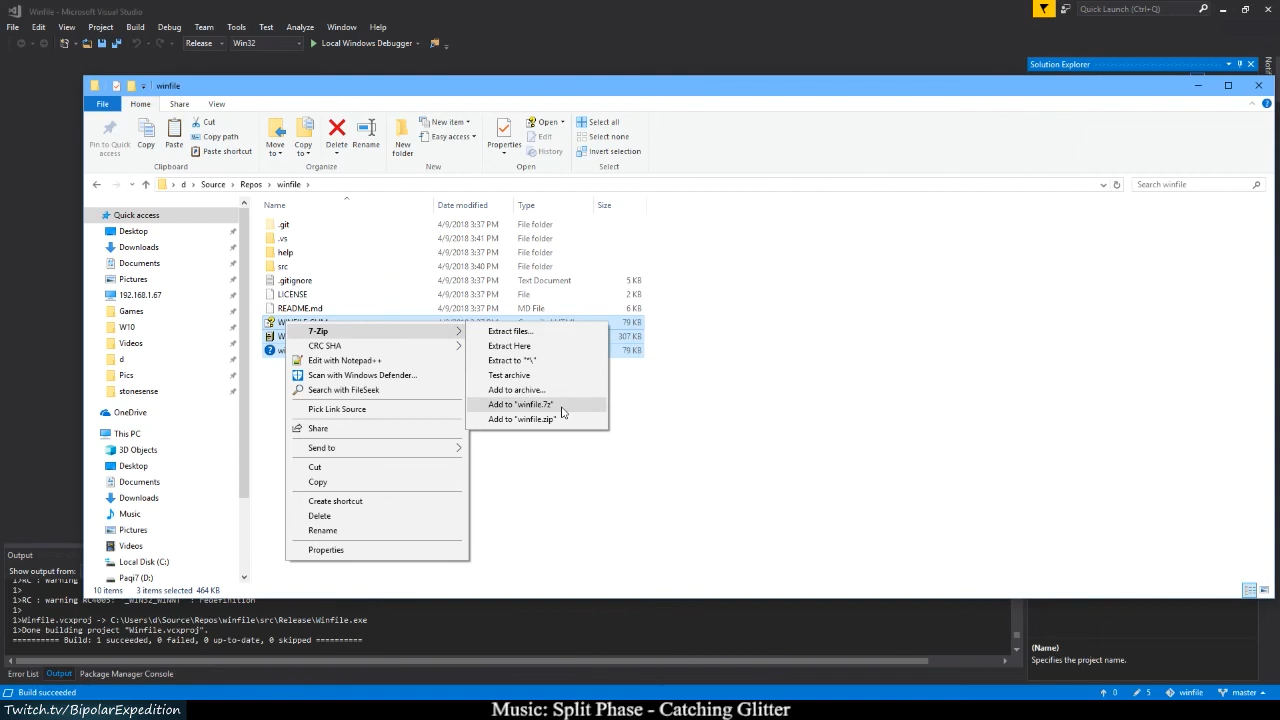 Winfile - Microsoft Visual Studio
Quick Launch (Ctrl+Q)
File Edit View Project Build Debug Team Tools Test Analyze Window Help
Release Win32 Local Windows Debugger
Solution Explorer
winfile
File Home Share View
Pin to Quick access
Copy
Paste
Cut
Copy path
Paste shortcut
Clipboard
Move to
Copy to
Delete
Rename
Organize
New folder
New item
Easy access
New
Properties
Open
Edit
History
Open
Select all
Select none
Invert selection
Select
d Source Repos winfile
Search winfile
Name Date modified Type Size
Quick access
Desktop
Downloads
Documents
Pictures
192.168.1.67
Games
W10
Videos
d
Pics
stonesense
OneDrive
This PC
3D Objects
Desktop
Documents
Downloads
Music
Pictures
Videos
Local Disk (C:)
Paqi7 (D:)
.git 4/9/2018 3:37 PM File folder
.vs 4/9/2018 3:41 PM File folder
help 4/9/2018 3:37 PM File folder
src 4/9/2018 3:40 PM File folder
.gitignore 4/9/2018 3:37 PM Text Document 5 KB
LICENSE 4/9/2018 3:37 PM File 2 KB
README.md 4/9/2018 3:37 PM MD File 6 KB
79 KB
307 KB
79 KB
7-Zip
CRC SHA
Edit with Notepad++
Scan with Windows Defender...
Search with FileSeek
Pick Link Source
Share
Send to
Cut
Copy
Create shortcut
Delete
Rename
Properties
Extract files...
Extract Here
Extract to "*\"
Test archive
Add to archive...
Add to "winfile.7z"
Add to "winfile.zip"
10 items 3 items selected 464 KB
Output
Show output from:
1>
1>RC : warning RC4005: '_WIN32_WINNT' : redefinition
1>
1>Winfile.vcxproj -> C:\Users\d\Source\Repos\winfile\src\Release\Winfile.exe
1>Done building project "Winfile.vcxproj".
========== Build: 1 succeeded, 0 failed, 0 up-to-date, 0 skipped ==========
Error List Output Package Manager Console
(Name)
Specifies the project name.
Build succeeded
0 5 winfile master
Twitch.tv/BipolarExpedition
Music: Split Phase - Catching Glitter